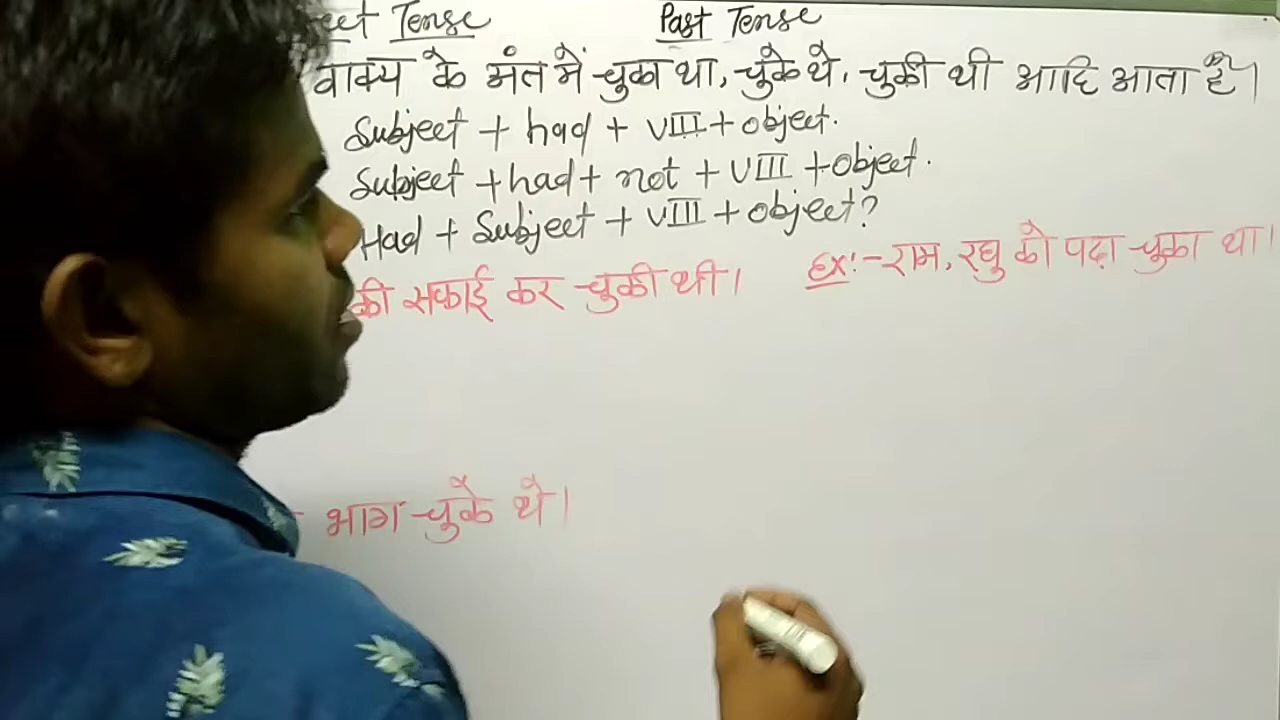 Tense Past Tense
वाक्य के अंत में चुका था, चुके थे, चुकी थी आदि आता है।
Subject + had + VIII + object.
Subject + had + not + VIII + Object.
Had + Subject + VIII + object?
की सफाई कर चुकी थी। Ex:- राम, रघु को पढ़ा चुका था।
भाग चुके थे।